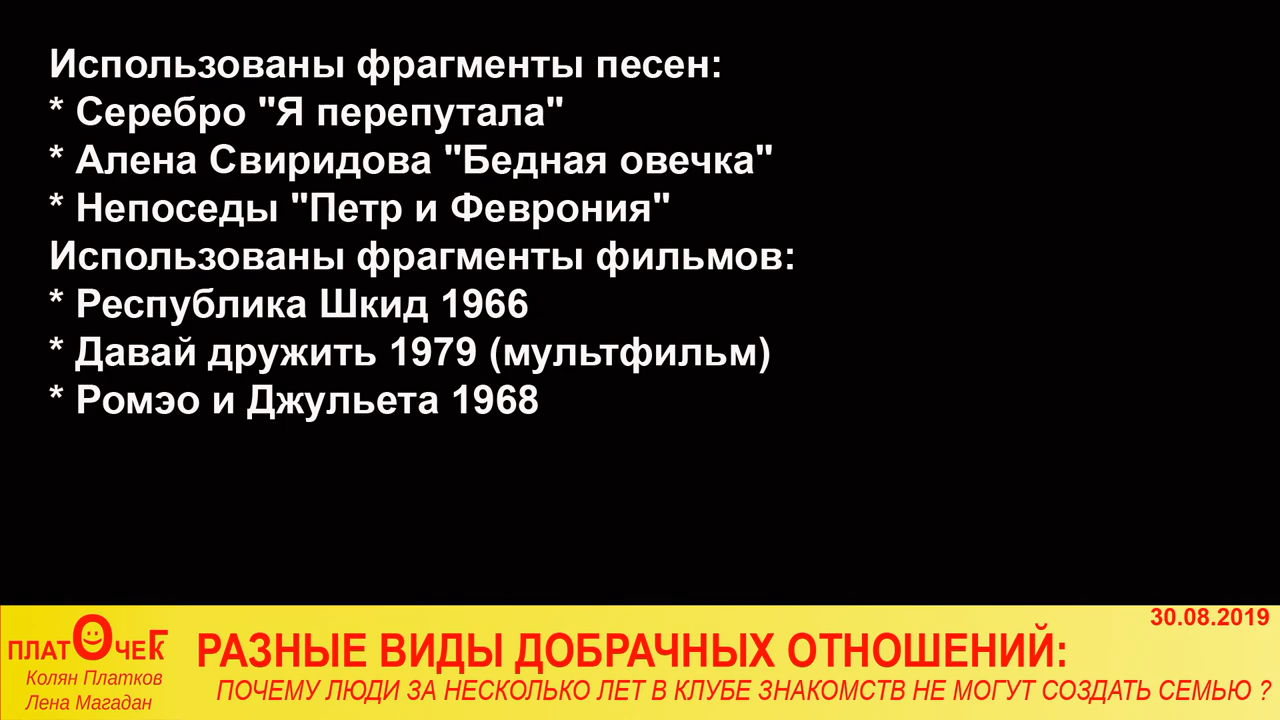 Использованы фрагменты песен:
* Серебро "Я перепутала"
* Алена Свиридова "Бедная овечка"
* Непоседы "Петр и Феврония"
Использованы фрагменты фильмов:
* Республика Шкид 1966
* Давай дружить 1979 (мультфильм)
* Ромэо и Джульета 1968
30.08.2019
ПЛАТОЧЕК
Колян Платков
Лена Магадан
РАЗНЫЕ ВИДЫ ДОБРАЧНЫХ ОТНОШЕНИЙ:
ПОЧЕМУ ЛЮДИ ЗА НЕСКОЛЬКО ЛЕТ В КЛУБЕ ЗНАКОМСТВ НЕ МОГУТ СОЗДАТЬ СЕМЬЮ ?